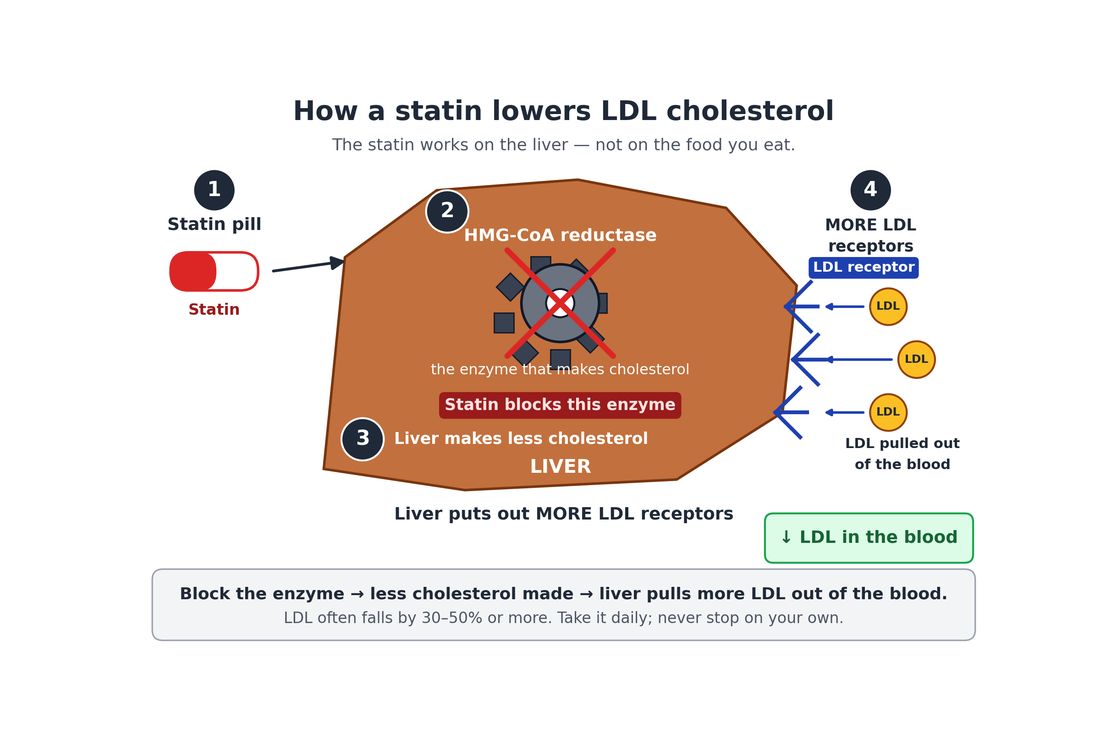 How a statin lowers LDL cholesterol
The statin works on the liver — not on the food you eat.
1
Statin pill
Statin
2
HMG-CoA reductase
the enzyme that makes cholesterol
Statin blocks this enzyme
3
Liver makes less cholesterol
LIVER
Liver puts out MORE LDL receptors
4
MORE LDL
receptors
LDL receptor
LDL
LDL
LDL
LDL pulled out
of the blood
↓ LDL in the blood
Block the enzyme → less cholesterol made → liver pulls more LDL out of the blood.
LDL often falls by 30–50% or more. Take it daily; never stop on your own.